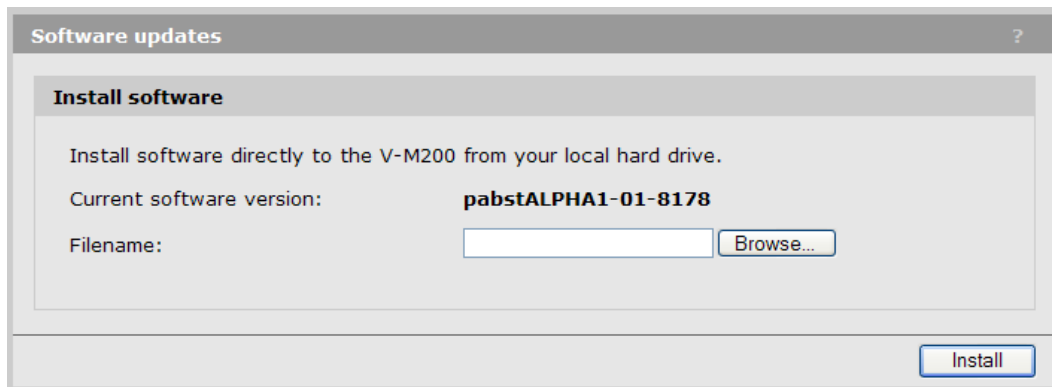 Software updates ?
Install software
Install software directly to the V-M200 from your local hard drive.
Current software version: pabstALPHA1-01-8178
Filename: Browse...
Install